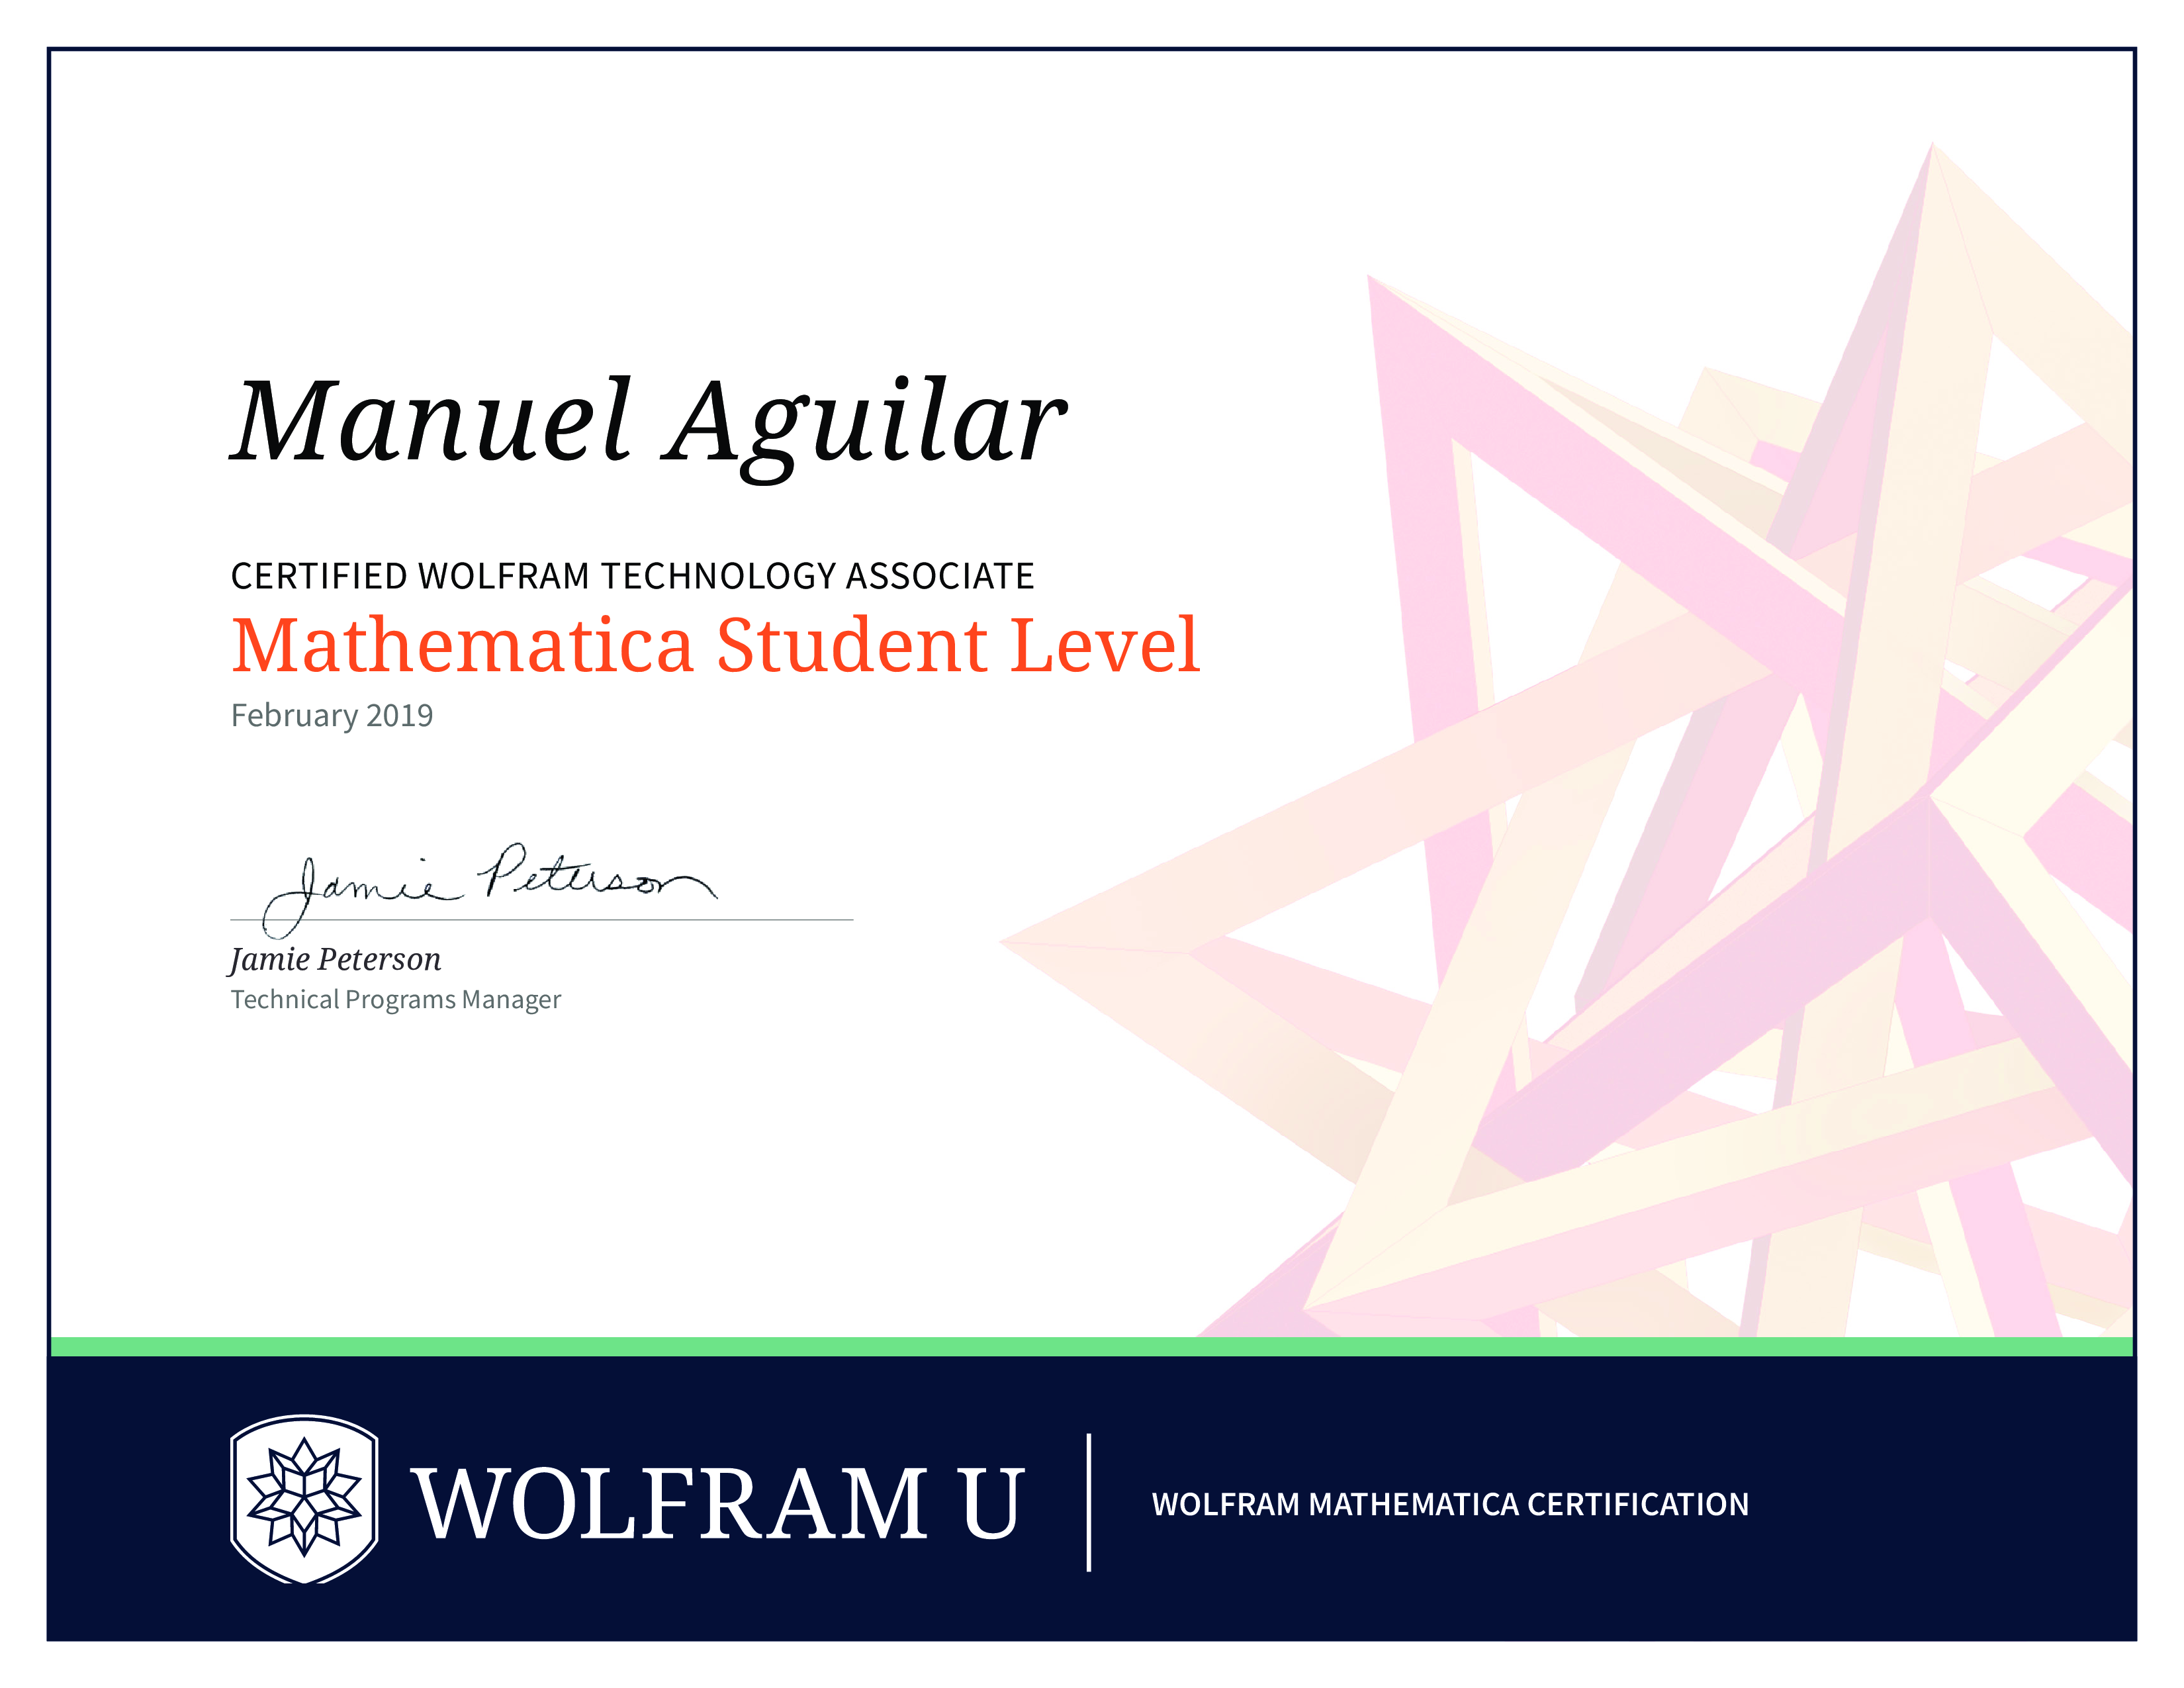 Manuel Aguilar
CERTIFIED WOLFRAM TECHNOLOGY ASSOCIATE
Mathematica Student Level
February 2019
Jamie Peterson
Jamie Peterson
Technical Programs Manager
WOLFRAM U
WOLFRAM MATHEMATICA CERTIFICATION